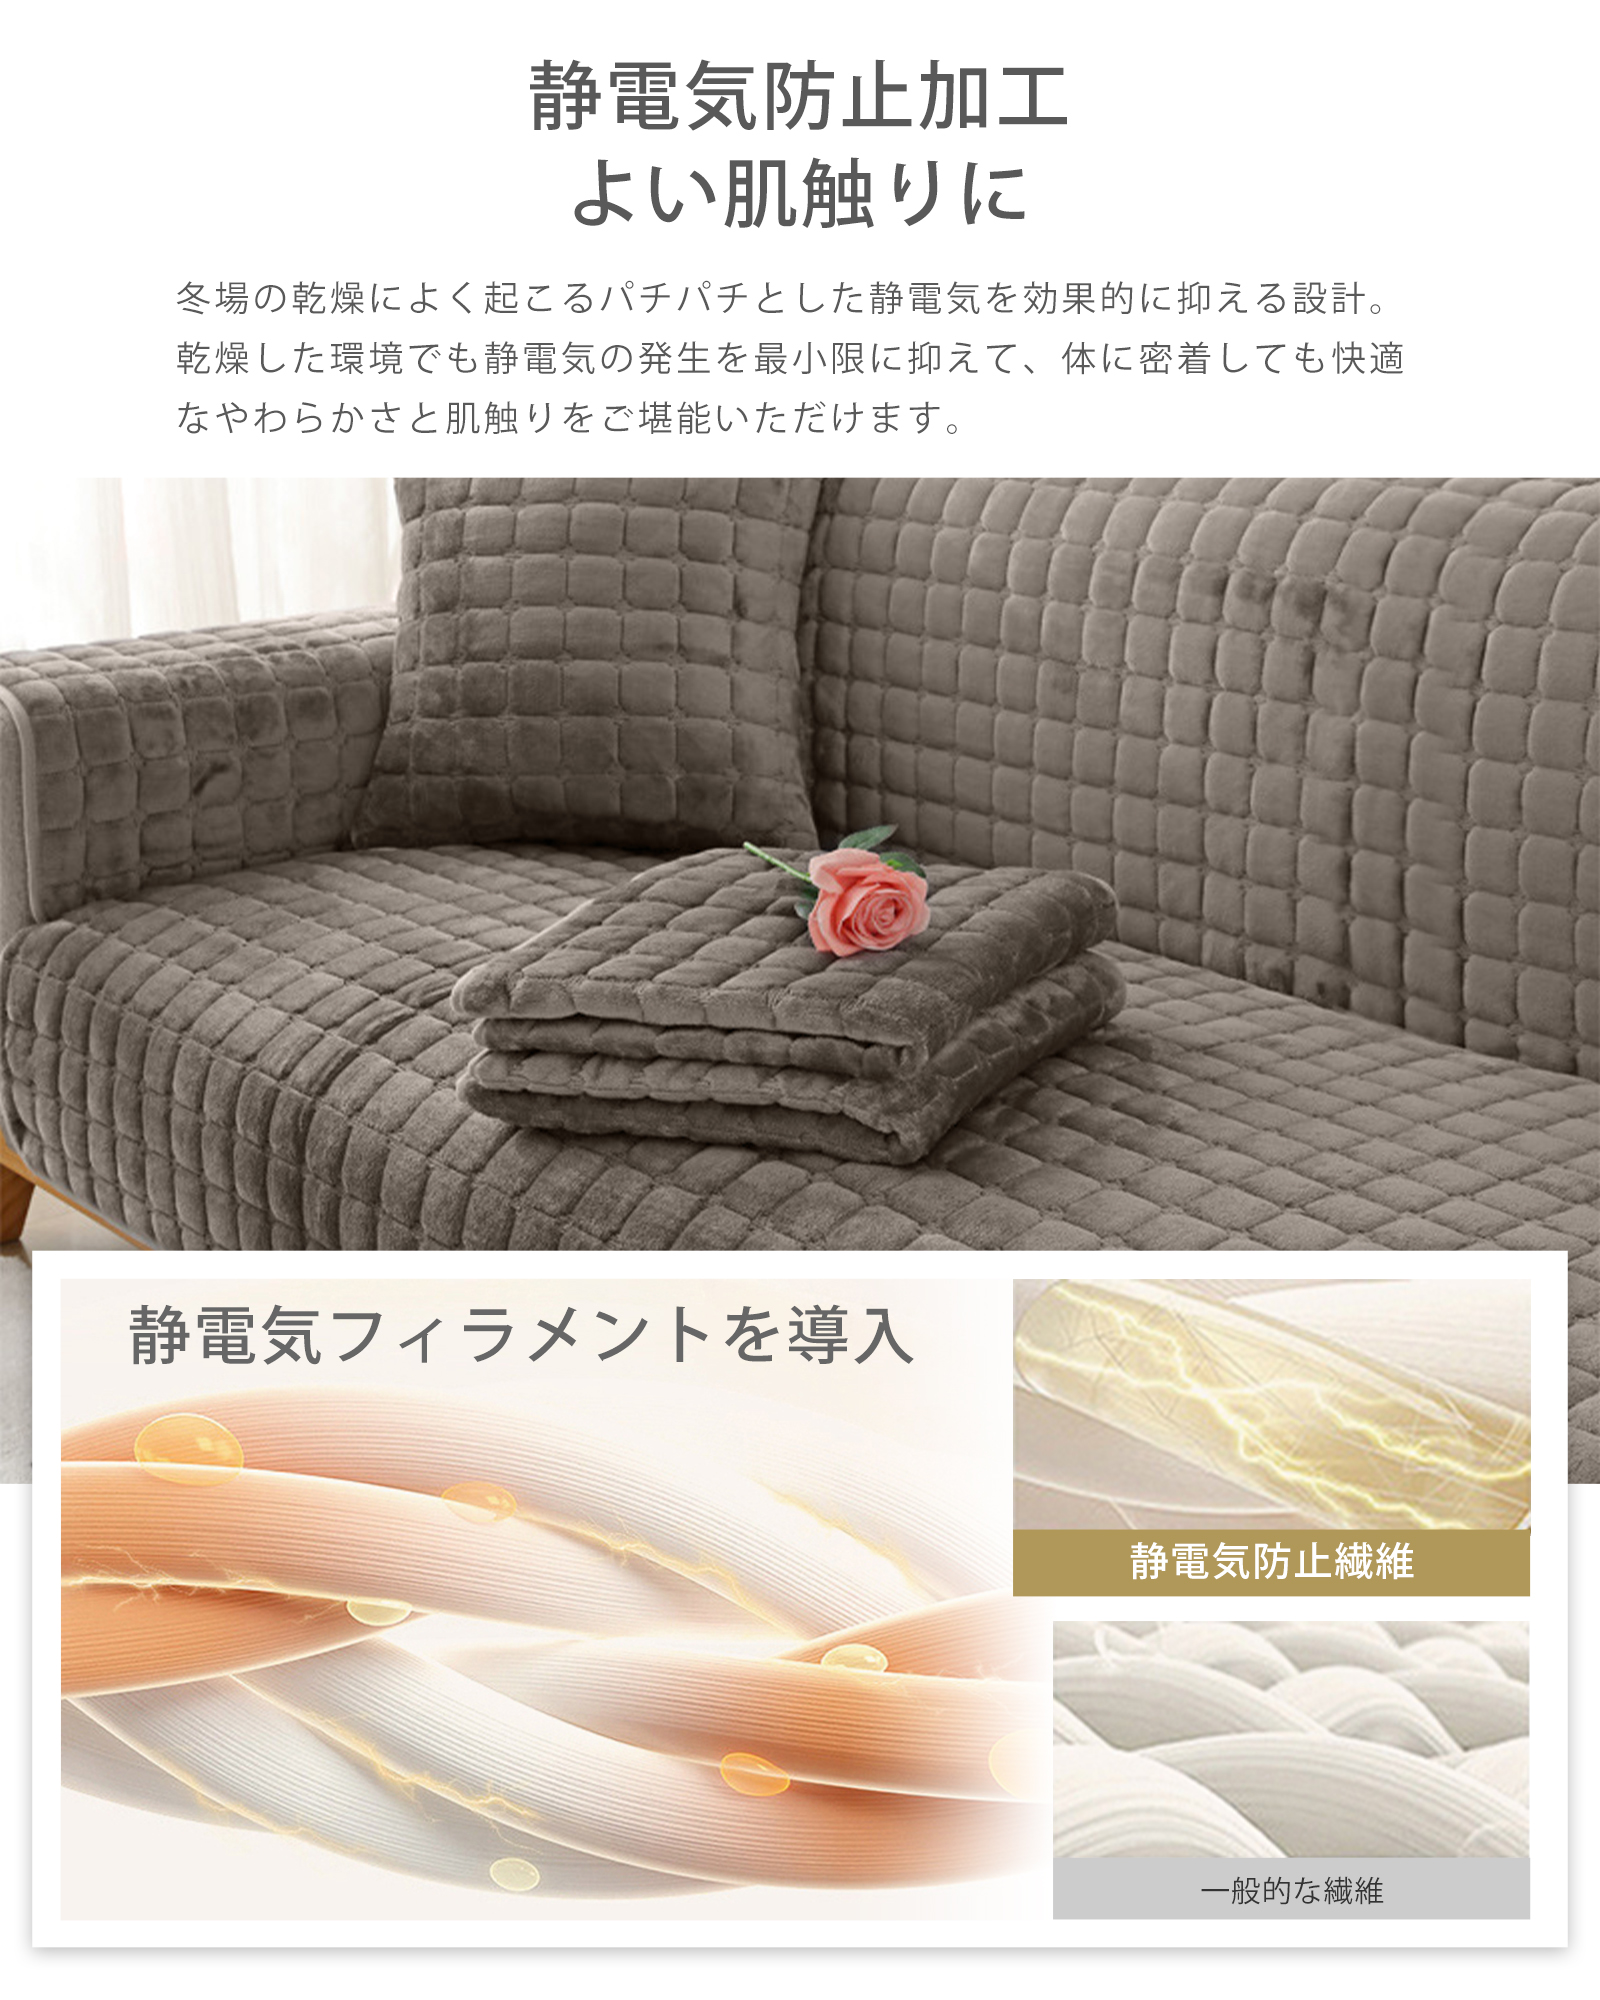 静電気防止加工
よい肌触りに
冬場の乾燥によく起こるパチパチとした静電気を効果的に抑える設計。
乾燥した環境でも静電気の発生を最小限に抑えて、体に密着しても快適
なやわらかさと肌触りをご堪能いただけます。
静電気フィラメントを導入
静電気防止繊維
一般的な繊維